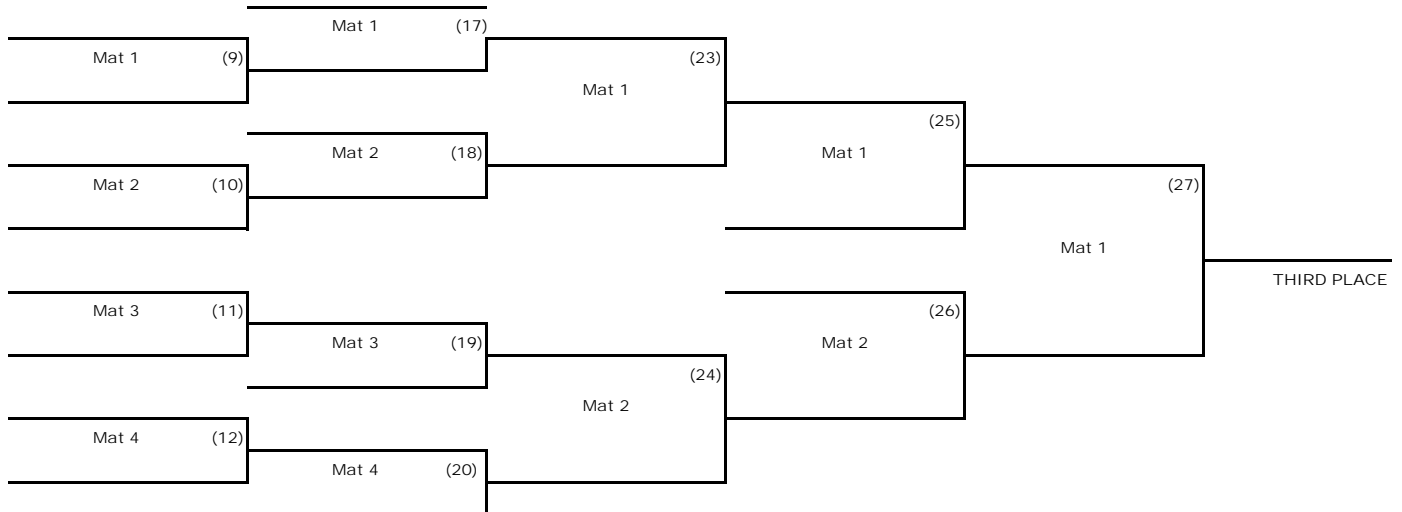 Mat 1 (17)
Mat 1 (9)
(23)
Mat 1
(25)
Mat 2 (18)
Mat 1
Mat 2 (10)
(27)
Mat 1
THIRD PLACE
Mat 3 (11)
(26)
Mat 3 (19)
Mat 2
(24)
Mat 2
Mat 4 (12)
Mat 4 (20)